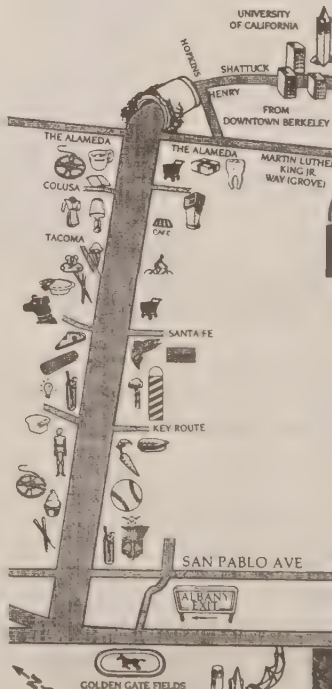 UNIVERSITY
OF CALIFORNIA
HOPKINS
SHATTUCK
HENRY
FROM
DOWNTOWN BERKELEY
THE ALAMEDA
THE ALAMEDA
MARTIN LUTHE
KING JR.
WAY (GROVE)
COLUSA
CAFE
TACOMA
SANTA FE
KEY ROUTE
SAN PABLO AVE
ALBANY
EXIT
GOLDEN GATE FIELDS